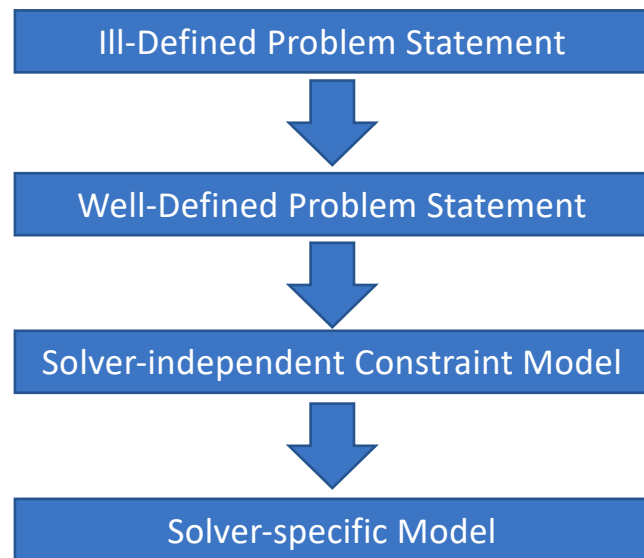 Ill-Defined Problem Statement
Well-Defined Problem Statement
Solver-independent Constraint Model
Solver-specific Model